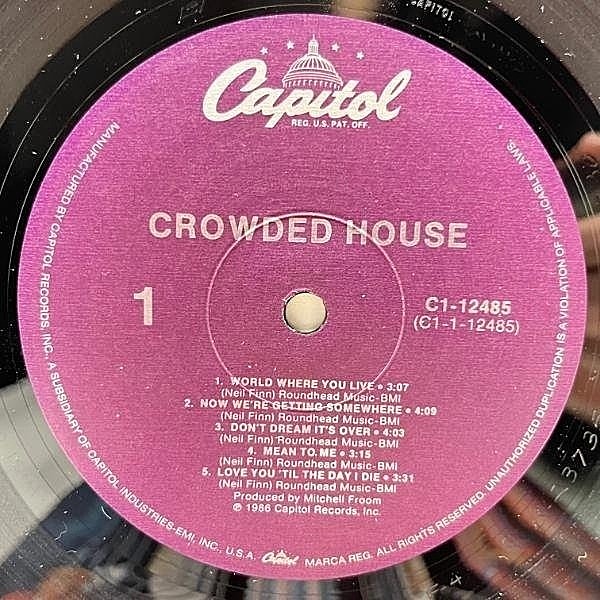 Capitol
REG. U.S. PAT. OFF.
CROWDED HOUSE
1
C1-12485
(C1-1-12485)
1. WORLD WHERE YOU LIVE • 3:07
(Neil Finn) Roundhead Music-BMI
2. NOW WE'RE GETTING SOMEWHERE • 4:09
(Neil Finn) Roundhead Music-BMI
3. DON'T DREAM IT'S OVER • 4:03
(Neil Finn) Roundhead Music-BMI
4. MEAN TO ME • 3:15
(Neil Finn) Roundhead Music-BMI
5. LOVE YOU 'TIL THE DAY I DIE • 3:31
(Neil Finn) Roundhead Music-BMI
Produced by Mitchell Froom
℗ 1986 Capitol Records, Inc.
MANUFACTURED BY CAPITOL RECORDS, INC. A SUBSIDIARY OF CAPITOL INDUSTRIES-EMI, INC., U.S.A. Capitol MARCA REG. ALL RIGHTS RESERVED. UNAUTHORIZED DUPLICATION IS A VIOLATION OF APPLICABLE LAWS.
373